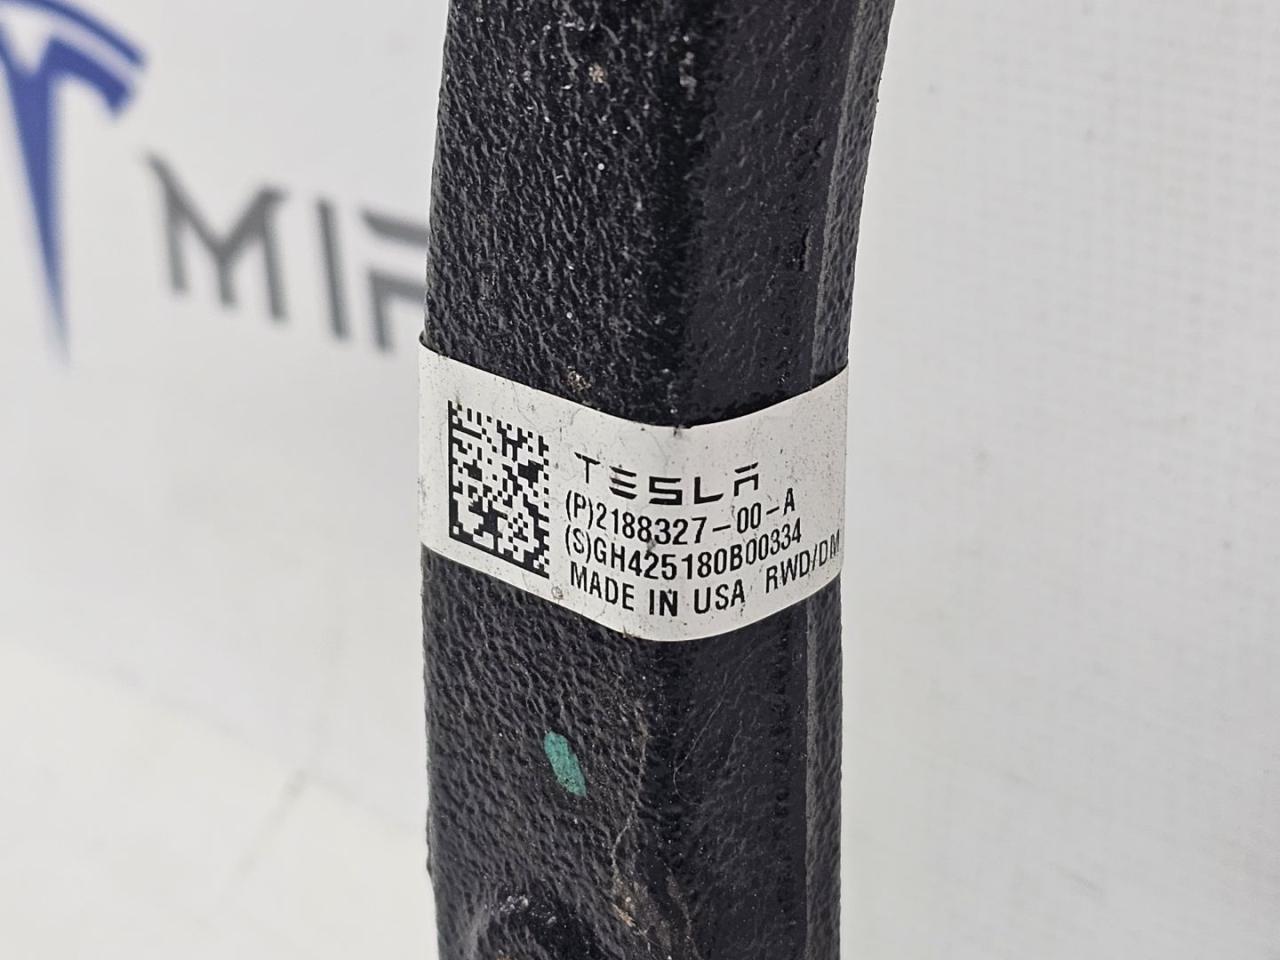 TESLA
(P)2188327-00-A
(S)GH425180B00334
MADE IN USA RWD/DM